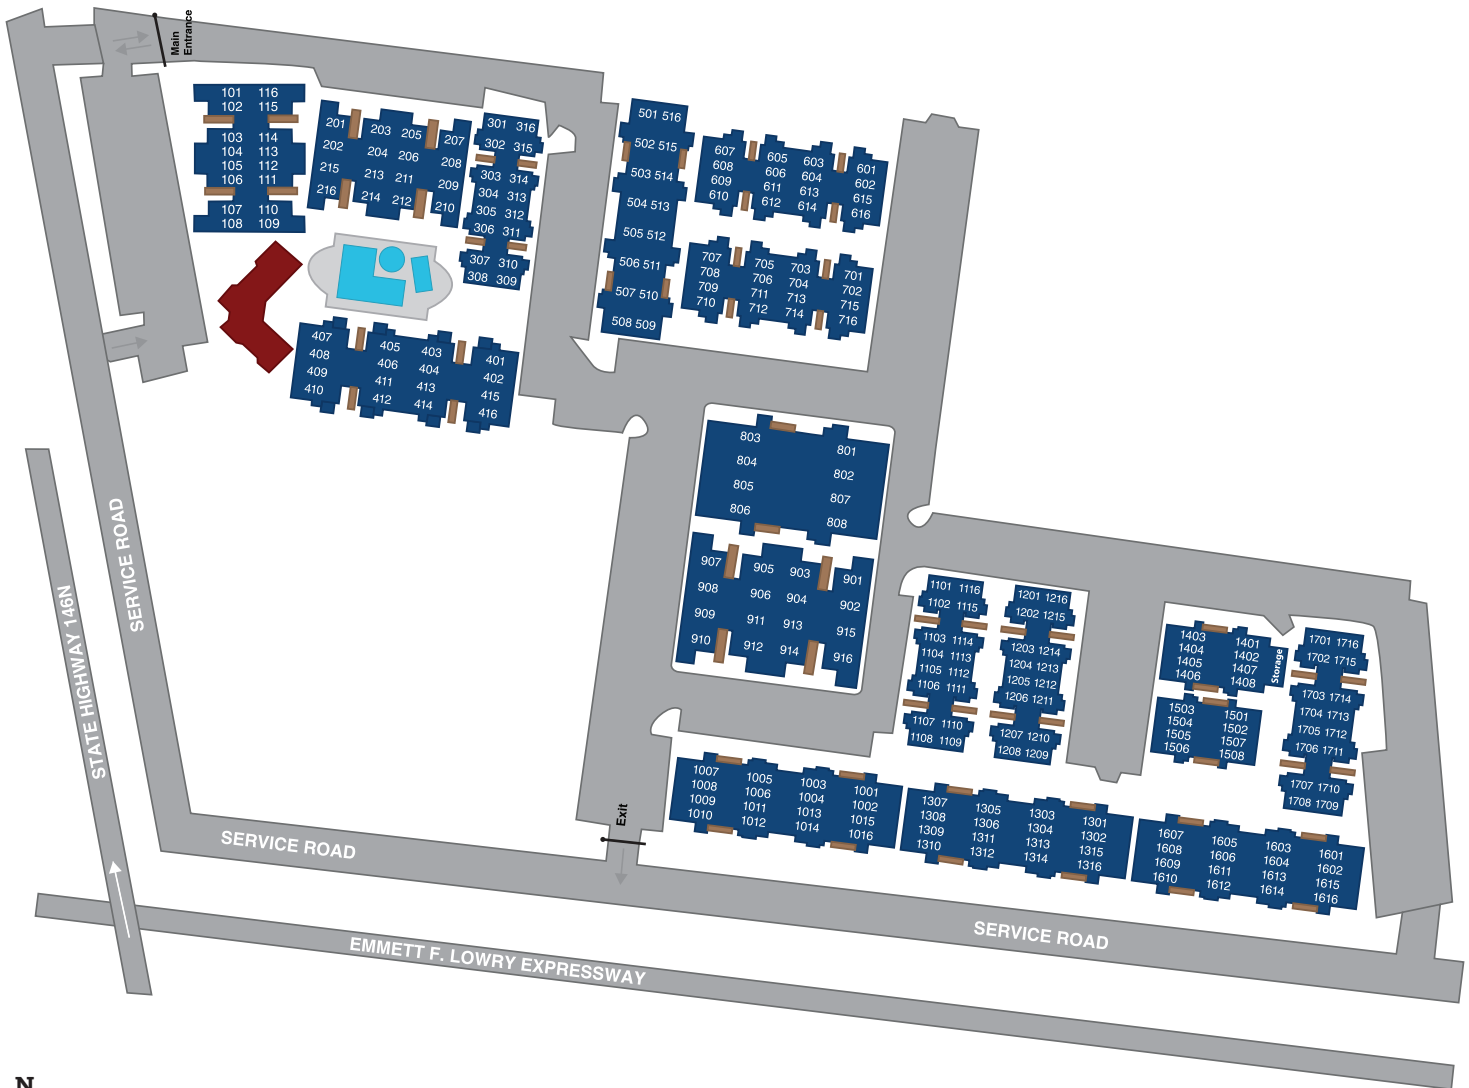 Main
Entrance
101 116
102 115
103 114
104 113
105 112
106 111
107 110
108 109
201 203 205 207
202 204 206 208
215 213 211 209
216 214 212 210
301 316
302 315
303 314
304 313
305 312
306 311
307 310
308 309
407 405 403 401
408 406 404 402
409 411 413 415
410 412 414 416
501 516
502 515
503 514
504 513
505 512
506 511
507 510
508 509
607 605 603 601
608 606 604 602
609 611 613 615
610 612 614 616
707 705 703 701
708 706 704 702
709 711 713 715
710 712 714 716
803 801
804 802
805 807
806 808
907 905 903 901
908 906 904 902
909 911 913 915
910 912 914 916
1101 1116
1102 1115
1103 1114
1104 1113
1105 1112
1106 1111
1107 1110
1108 1109
1201 1216
1202 1215
1203 1214
1204 1213
1205 1212
1206 1211
1207 1210
1208 1209
1403 1401
1404 1402
1405 1407
1406 1408
Storage
1503 1501
1504 1502
1505 1507
1506 1508
1701 1716
1702 1715
1703 1714
1704 1713
1705 1712
1706 1711
1707 1710
1708 1709
1007 1005 1003 1001
1008 1006 1004 1002
1009 1011 1013 1015
1010 1012 1014 1016
1307 1305 1303 1301
1308 1306 1304 1302
1309 1311 1313 1315
1310 1312 1314 1316
1607 1605 1603 1601
1608 1606 1604 1602
1609 1611 1613 1615
1610 1612 1614 1616
Exit
SERVICE ROAD
STATE HIGHWAY 146N
SERVICE ROAD
SERVICE ROAD
EMMETT F. LOWRY EXPRESSWAY
N